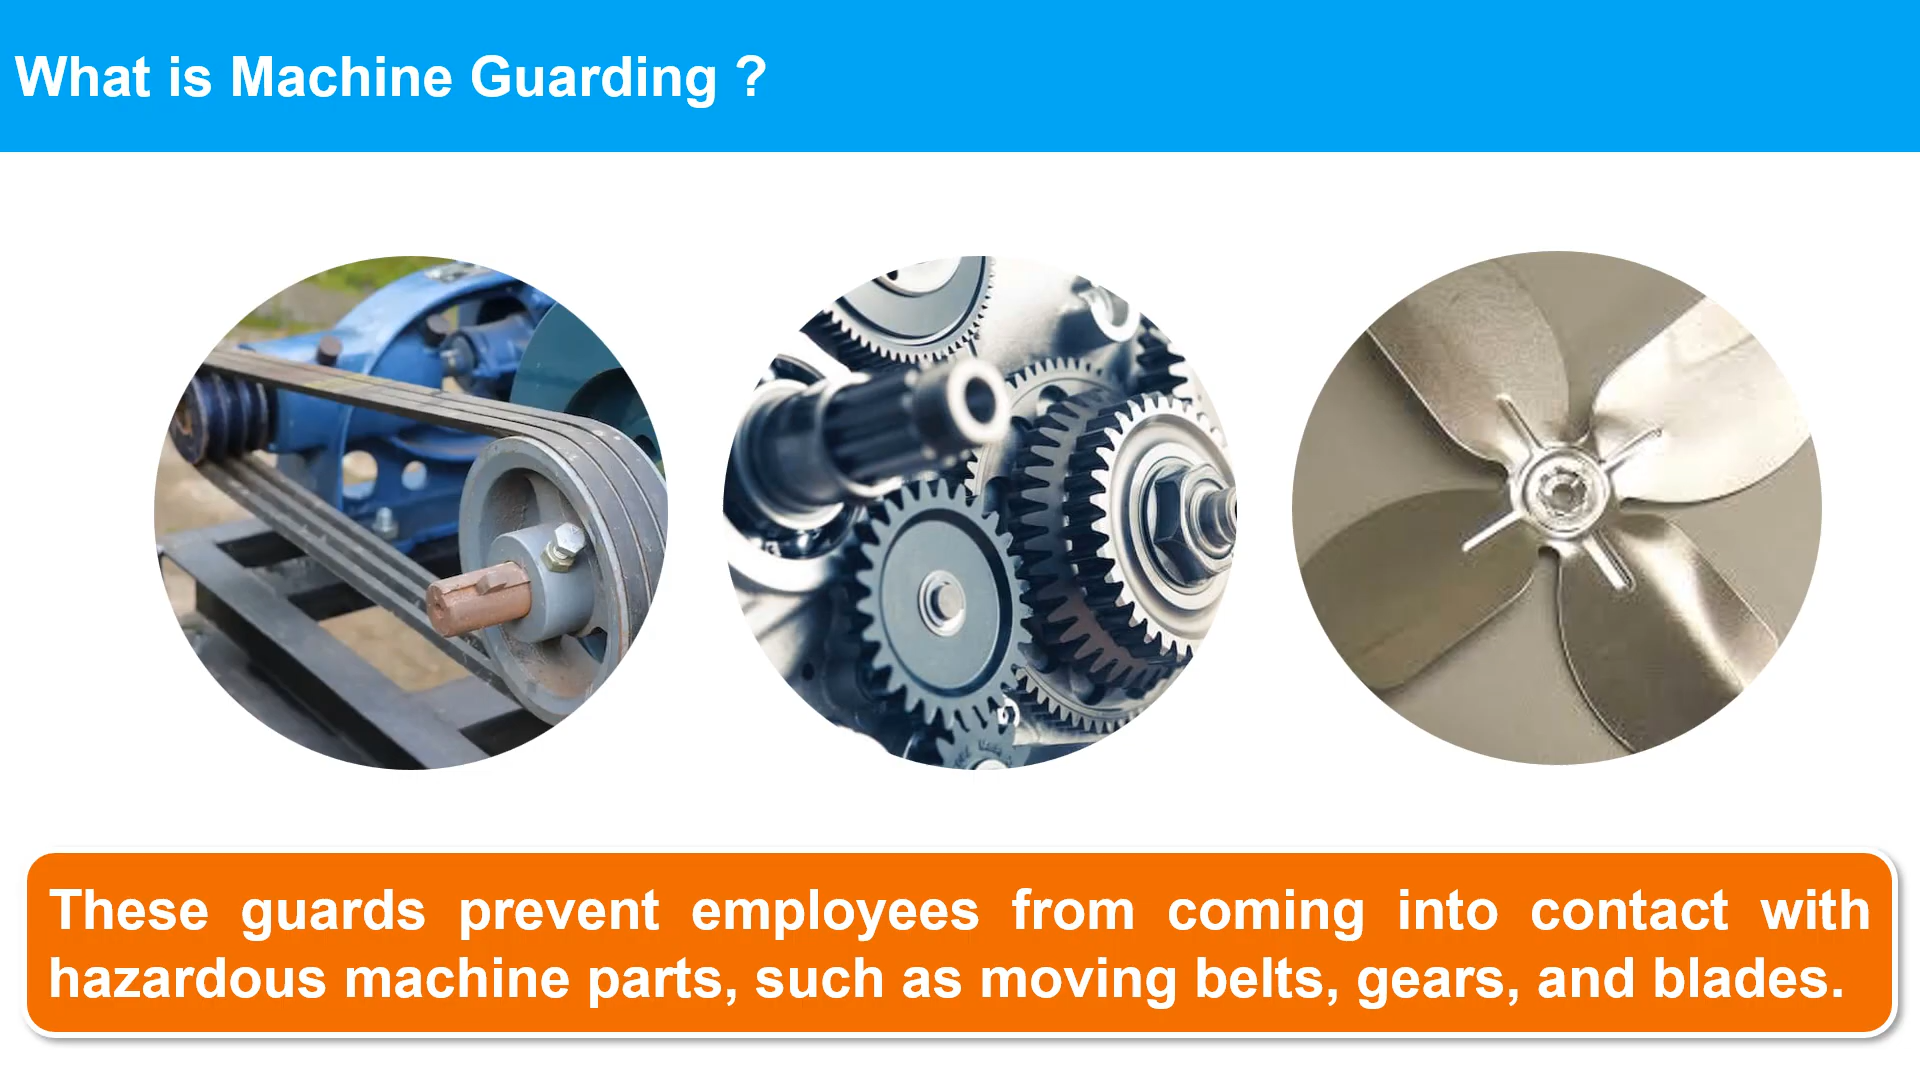 What is Machine Guarding ?
These guards prevent employees from coming into contact with
hazardous machine parts, such as moving belts, gears, and blades.